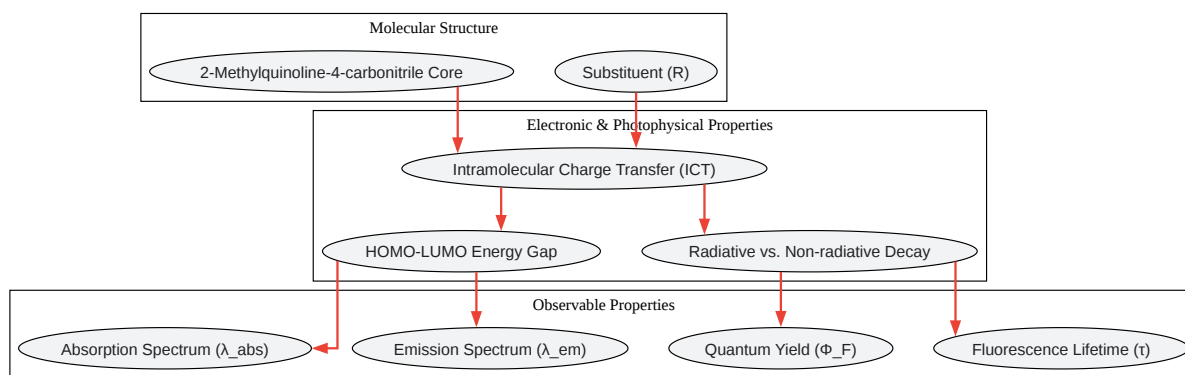 Molecular Structure
2-Methylquinoline-4-carbonitrile Core
Substituent (R)
Electronic & Photophysical Properties
Intramolecular Charge Transfer (ICT)
HOMO-LUMO Energy Gap
Radiative vs. Non-radiative Decay
Observable Properties
Absorption Spectrum (λ_abs)
Emission Spectrum (λ_em)
Quantum Yield (Φ_F)
Fluorescence Lifetime (τ)